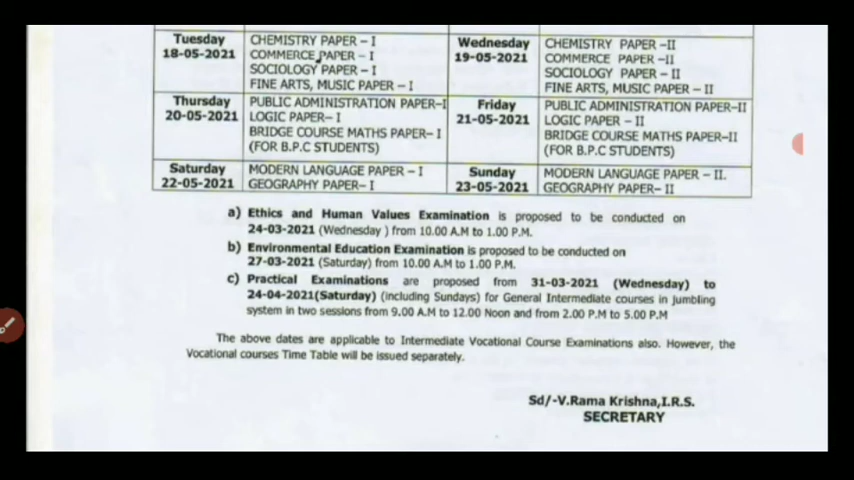 Tuesday 18-05-2021
CHEMISTRY PAPER – I
COMMERCE PAPER – I
SOCIOLOGY PAPER – I
FINE ARTS, MUSIC PAPER – I
Wednesday 19-05-2021
CHEMISTRY PAPER –II
COMMERCE PAPER –II
SOCIOLOGY PAPER – II
FINE ARTS, MUSIC PAPER – II
Thursday 20-05-2021
PUBLIC ADMINISTRATION PAPER-I
LOGIC PAPER– I
BRIDGE COURSE MATHS PAPER– I
(FOR B.P.C STUDENTS)
Friday 21-05-2021
PUBLIC ADMINISTRATION PAPER-II
LOGIC PAPER – II
BRIDGE COURSE MATHS PAPER-II
(FOR B.P.C STUDENTS)
Saturday 22-05-2021
MODERN LANGUAGE PAPER – I
GEOGRAPHY PAPER– I
Sunday 23-05-2021
MODERN LANGUAGE PAPER – II.
GEOGRAPHY PAPER– II
a) Ethics and Human Values Examination is proposed to be conducted on
24-03-2021 (Wednesday ) from 10.00 A.M to 1.00 P.M.
b) Environmental Education Examination is proposed to be conducted on
27-03-2021 (Saturday) from 10.00 A.M to 1.00 P.M.
c) Practical Examinations are proposed from 31-03-2021 (Wednesday) to
24-04-2021(Saturday) (including Sundays) for General Intermediate courses in Jumbling
system in two sessions from 9.00 A.M to 12.00 Noon and from 2.00 P.M to 5.00 P.M
The above dates are applicable to Intermediate Vocational Course Examinations also. However, the
Vocational courses Time Table will be issued separately.
Sd/-V.Rama Krishna,I.R.S.
SECRETARY